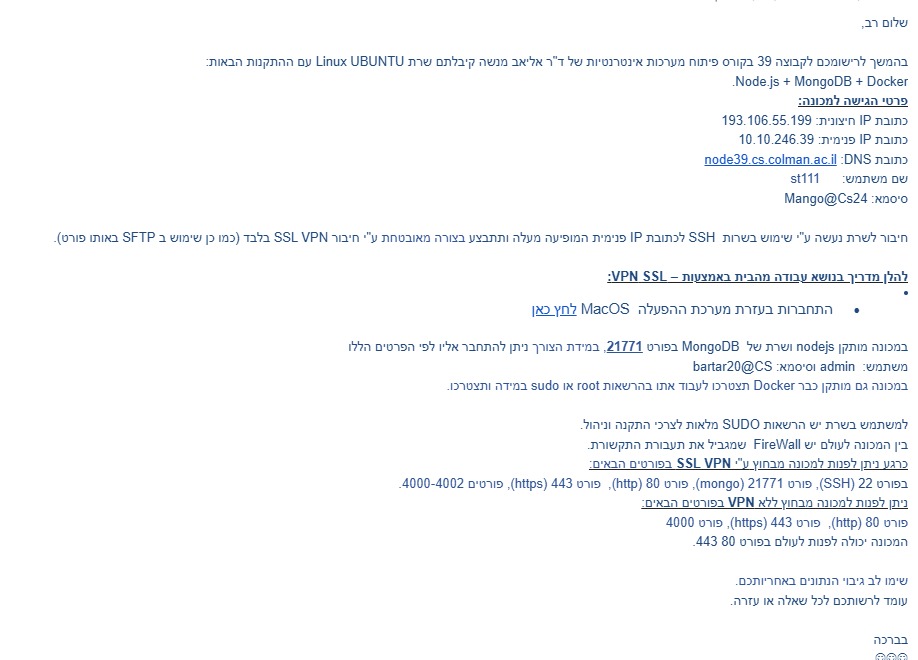 שלום רב,
בהמשך לרישומכם לקבוצה 39 בקורס פיתוח מערכות אינטרנטיות של ד"ר אליאב מנשה קיבלתם שרת Linux UBUNTU עם ההתקנות הבאות:
Node.js + MongoDB + Docker.
פרטי הגישה למכונה:
כתובת IP חיצונית: 193.106.55.199
כתובת IP פנימית: 10.10.246.39
כתובת DNS: node39.cs.colman.ac.il
שם משתמש: st111
סיסמא: Mango@Cs24
חיבור לשרת נעשה ע"י שימוש בשרות SSH לכתובת IP פנימית המופיעה מעלה ותתבצע בצורה מאובטחת ע"י חיבור SSL VPN בלבד (כמו כן שימוש ב SFTP באותו פורט).
להלן מדריך בנושא עבודה מהבית באמצעות – VPN SSL:
•
• התחברות בעזרת מערכת ההפעלה MacOS לחץ כאן
במכונה מותקן nodejs ושרת של MongoDB בפורט 21771, במידת הצורך ניתן להתחבר אליו לפי הפרטים הללו
משתמש: admin וסיסמא: bartar20@CS
במכונה גם מותקן כבר Docker תצטרכו לעבוד אתו בהרשאות root או sudo במידה ותצטרכו.
למשתמש בשרת יש הרשאות SUDO מלאות לצרכי התקנה וניהול.
בין המכונה לעולם יש FireWall שמגביל את תעבורת התקשורת.
כרגע ניתן לפנות למכונה מבחוץ ע"י SSL VPN בפורטים הבאים:
בפורט 22 (SSH), פורט 21771 (mongo), פורט 80 (http), פורט 443 (https), פורטים 4000-4002.
ניתן לפנות למכונה מבחוץ ללא VPN בפורטים הבאים:
פורט 80 (http), פורט 443 (https), פורט 4000
המכונה יכולה לפנות לעולם בפורט 80 443.
שימו לב גיבוי הנתונים באחריותכם.
עומד לרשותכם לכל שאלה או עזרה.
בברכה